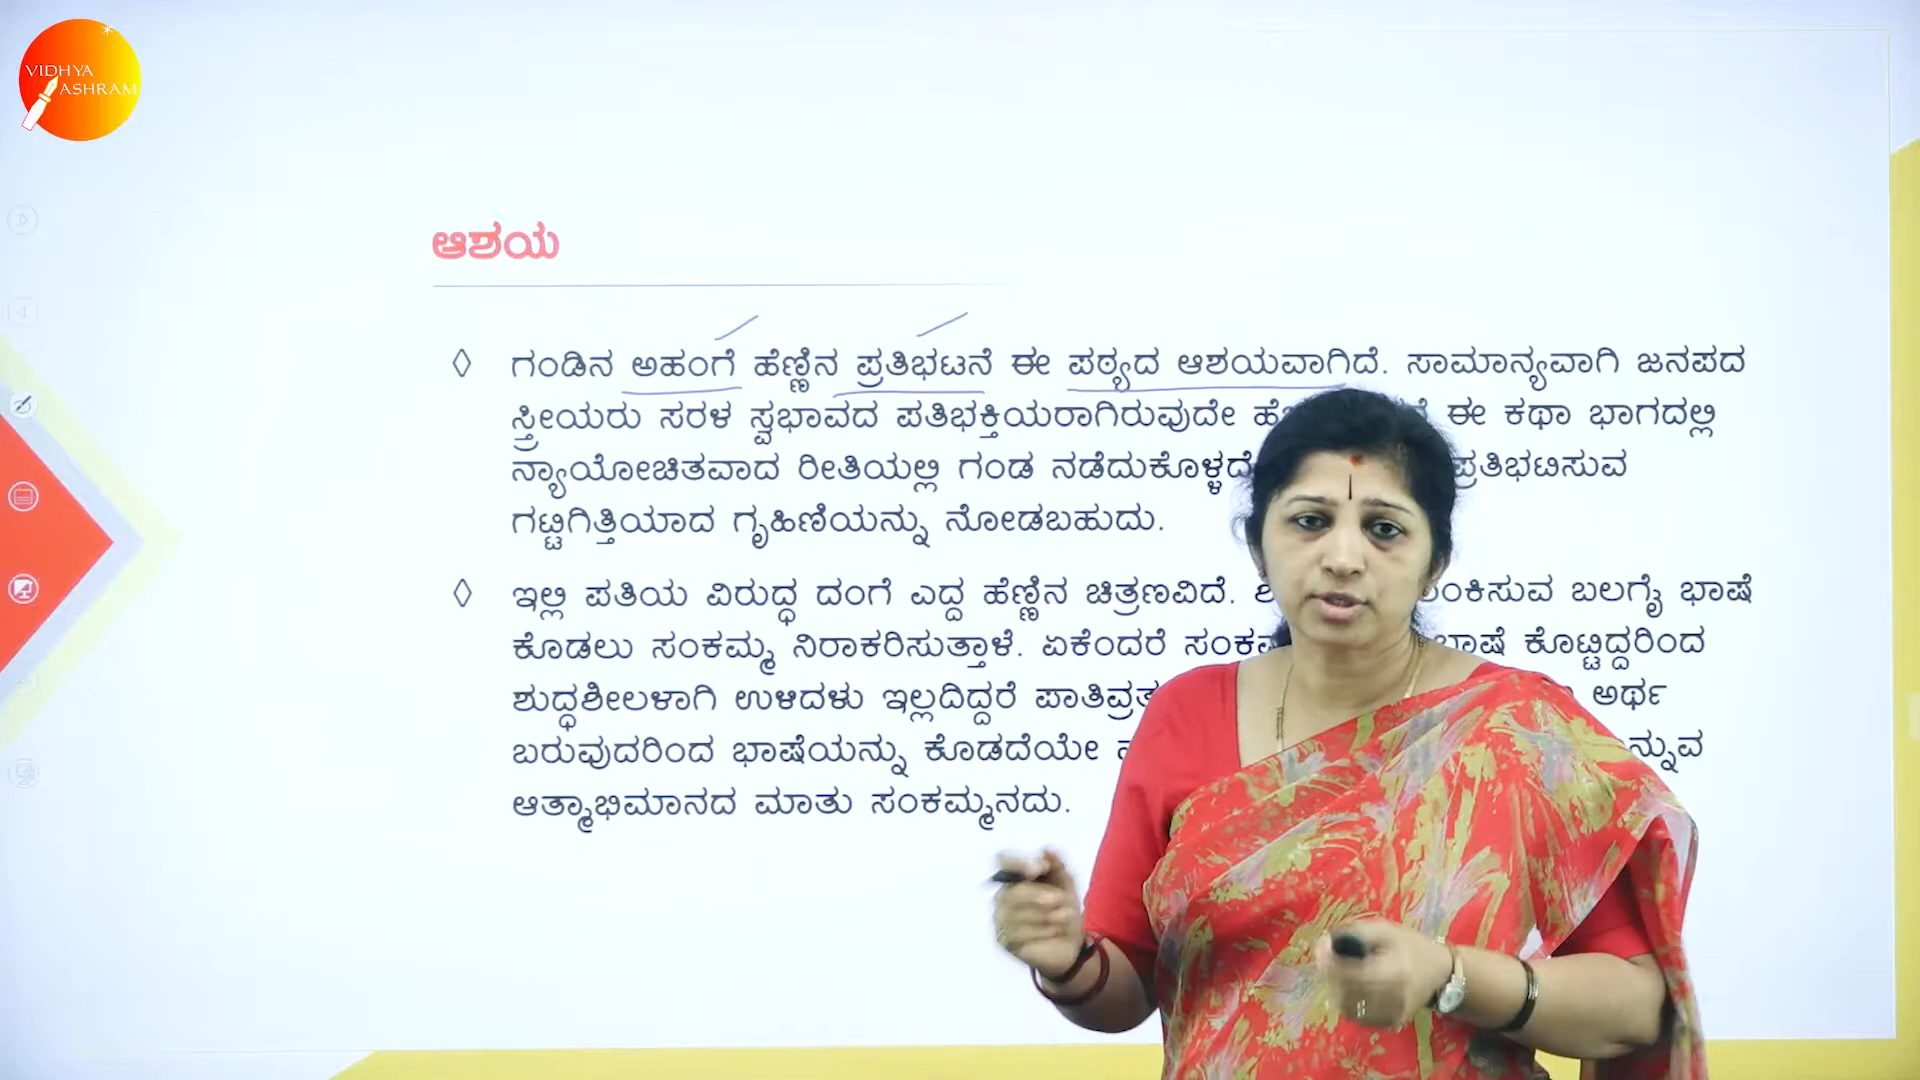 VIDHYA
ASHRAM
ಆಶಯ
ಗಂಡಿನ ಅಹಂಗೆ ಹೆಣ್ಣಿನ ಪ್ರತಿಭಟನೆ ಈ ಪಠ್ಯದ ಆಶಯವಾಗಿದೆ. ಸಾಮಾನ್ಯವಾಗಿ ಜನಪದ
ಸ್ತ್ರೀಯರು ಸರಳ ಸ್ವಭಾವದ ಪತಿಭಕ್ತಿಯರಾಗಿರುವುದೇ ಈ ಕಥಾ ಭಾಗದಲ್ಲಿ
ನ್ಯಾಯೋಚಿತವಾದ ರೀತಿಯಲ್ಲಿ ಗಂಡ ನಡೆದುಕೊಳ್ಳದೆ ಪ್ರತಿಭಟಿಸುವ
ಗಟ್ಟಿಗಿತ್ತಿಯಾದ ಗೃಹಿಣಿಯನ್ನು ನೋಡಬಹುದು.
ಇಲ್ಲಿ ಪತಿಯ ವಿರುದ್ಧ ದಂಗೆ ಎದ್ದ ಹೆಣ್ಣಿನ ಚಿತ್ರಣವಿದೆ. ಬಲಗೈ ಭಾಷೆ
ಕೊಡಲು ಸಂಕಮ್ಮ ನಿರಾಕರಿಸುತ್ತಾಳೆ. ಏಕೆಂದರೆ ಭಾಷೆ ಕೊಟ್ಟಿದ್ದರಿಂದ
ಶುದ್ಧಶೀಲಳಾಗಿ ಉಳಿದಳು ಇಲ್ಲದಿದ್ದರೆ ಅರ್ಥ
ಬರುವುದರಿಂದ ಭಾಷೆಯನ್ನು ಕೊಡದೆಯೇ
ಆತ್ಮಾಭಿಮಾನದ ಮಾತು ಸಂಕಮ್ಮನದು.